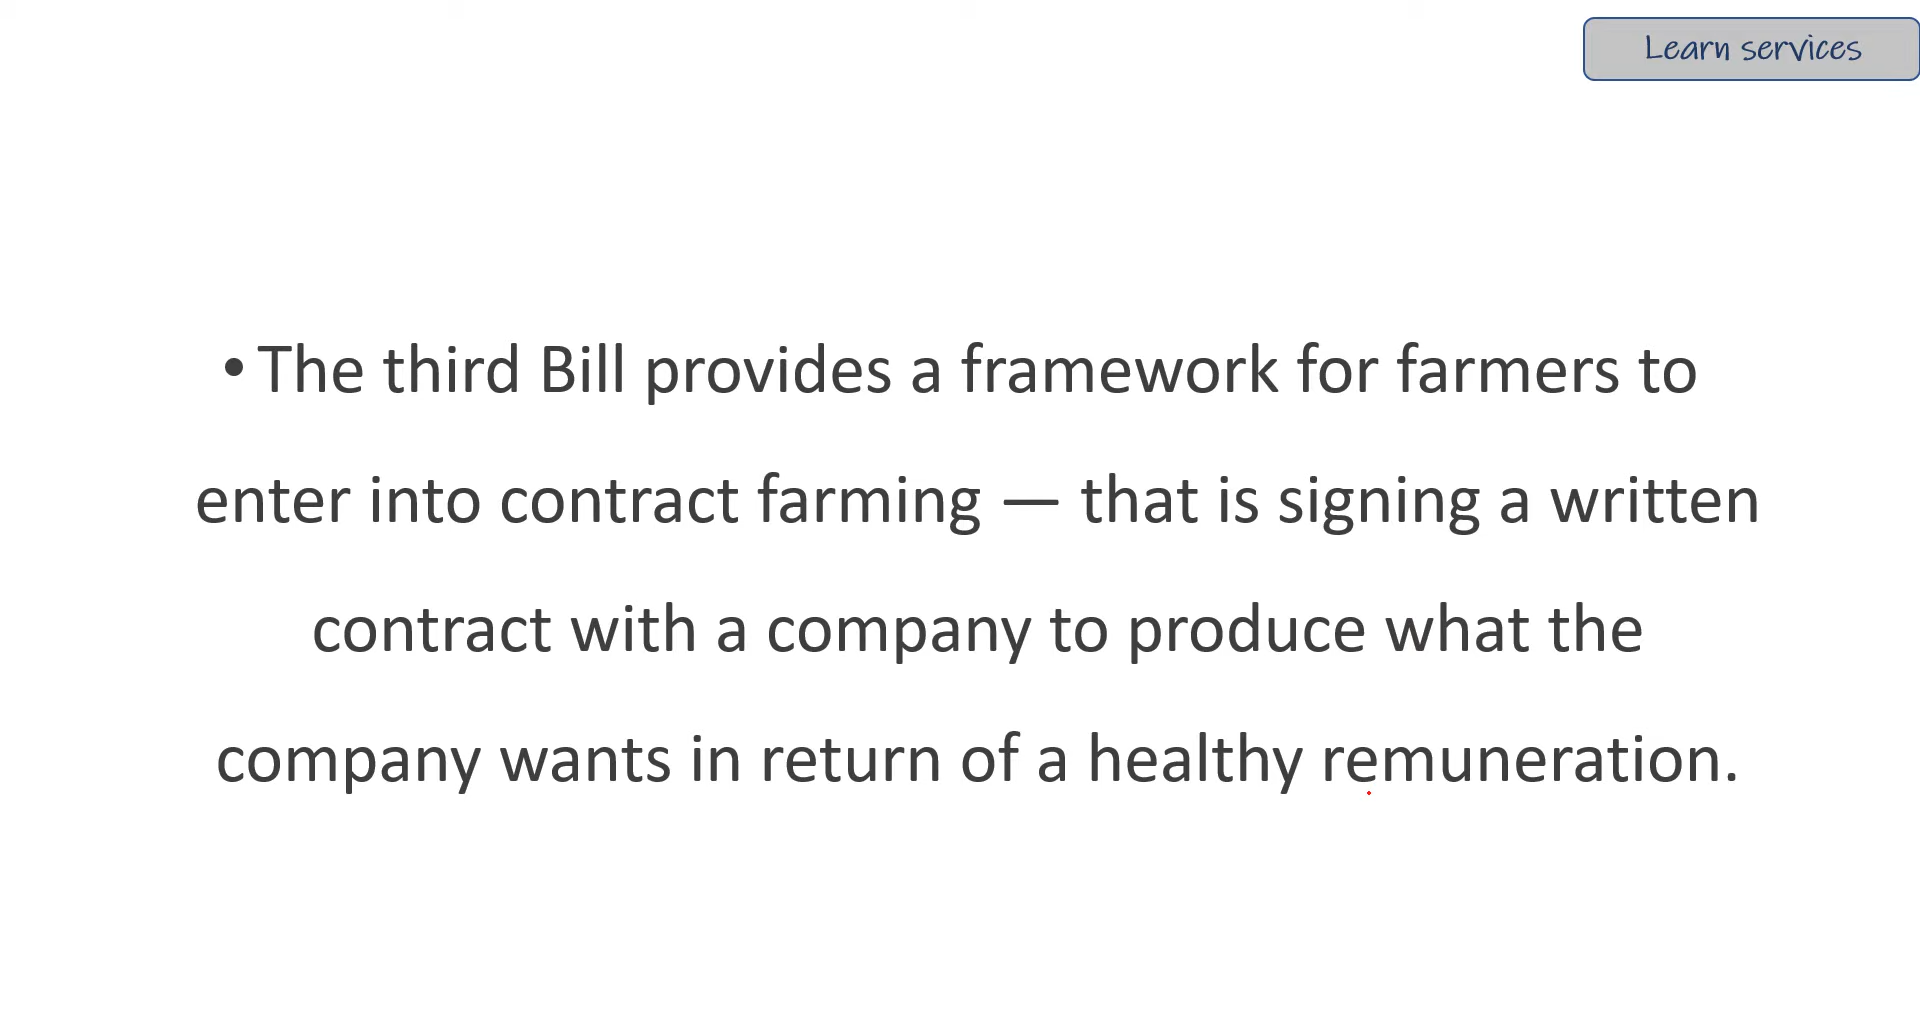 Learn services
• The third Bill provides a framework for farmers to
enter into contract farming — that is signing a written
contract with a company to produce what the
company wants in return of a healthy remuneration.